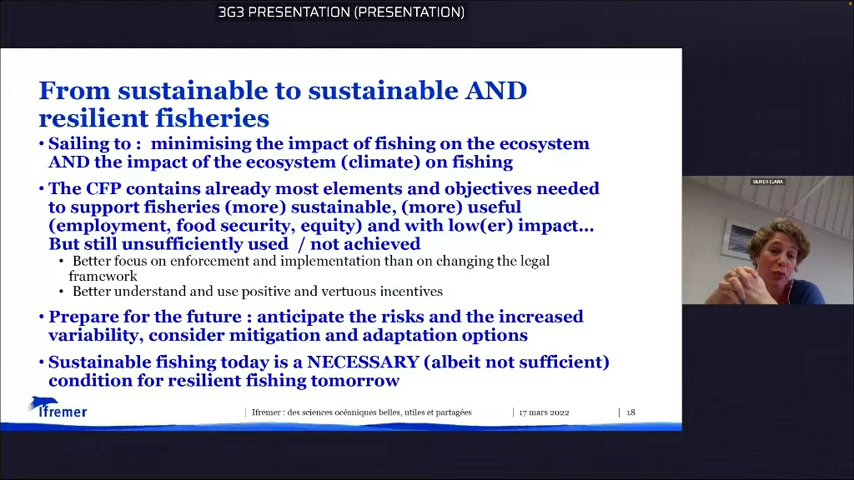 3G3 PRESENTATION (PRESENTATION)
From sustainable to sustainable AND
resilient fisheries
• Sailing to : minimising the impact of fishing on the ecosystem
AND the impact of the ecosystem (climate) on fishing
• The CFP contains already most elements and objectives needed
to support fisheries (more) sustainable, (more) useful
(employment, food security, equity) and with low(er) impact...
But still unsufficiently used / not achieved
• Better focus on enforcement and implementation than on changing the legal
framework
• Better understand and use positive and vertuous incentives
• Prepare for the future : anticipate the risks and the increased
variability, consider mitigation and adaptation options
• Sustainable fishing today is a NECESSARY (albeit not sufficient)
condition for resilient fishing tomorrow
ifremer
Ifremer : des sciences océaniques belles, utiles et partagées
17 mars 2022
18
ULRICH CLARA